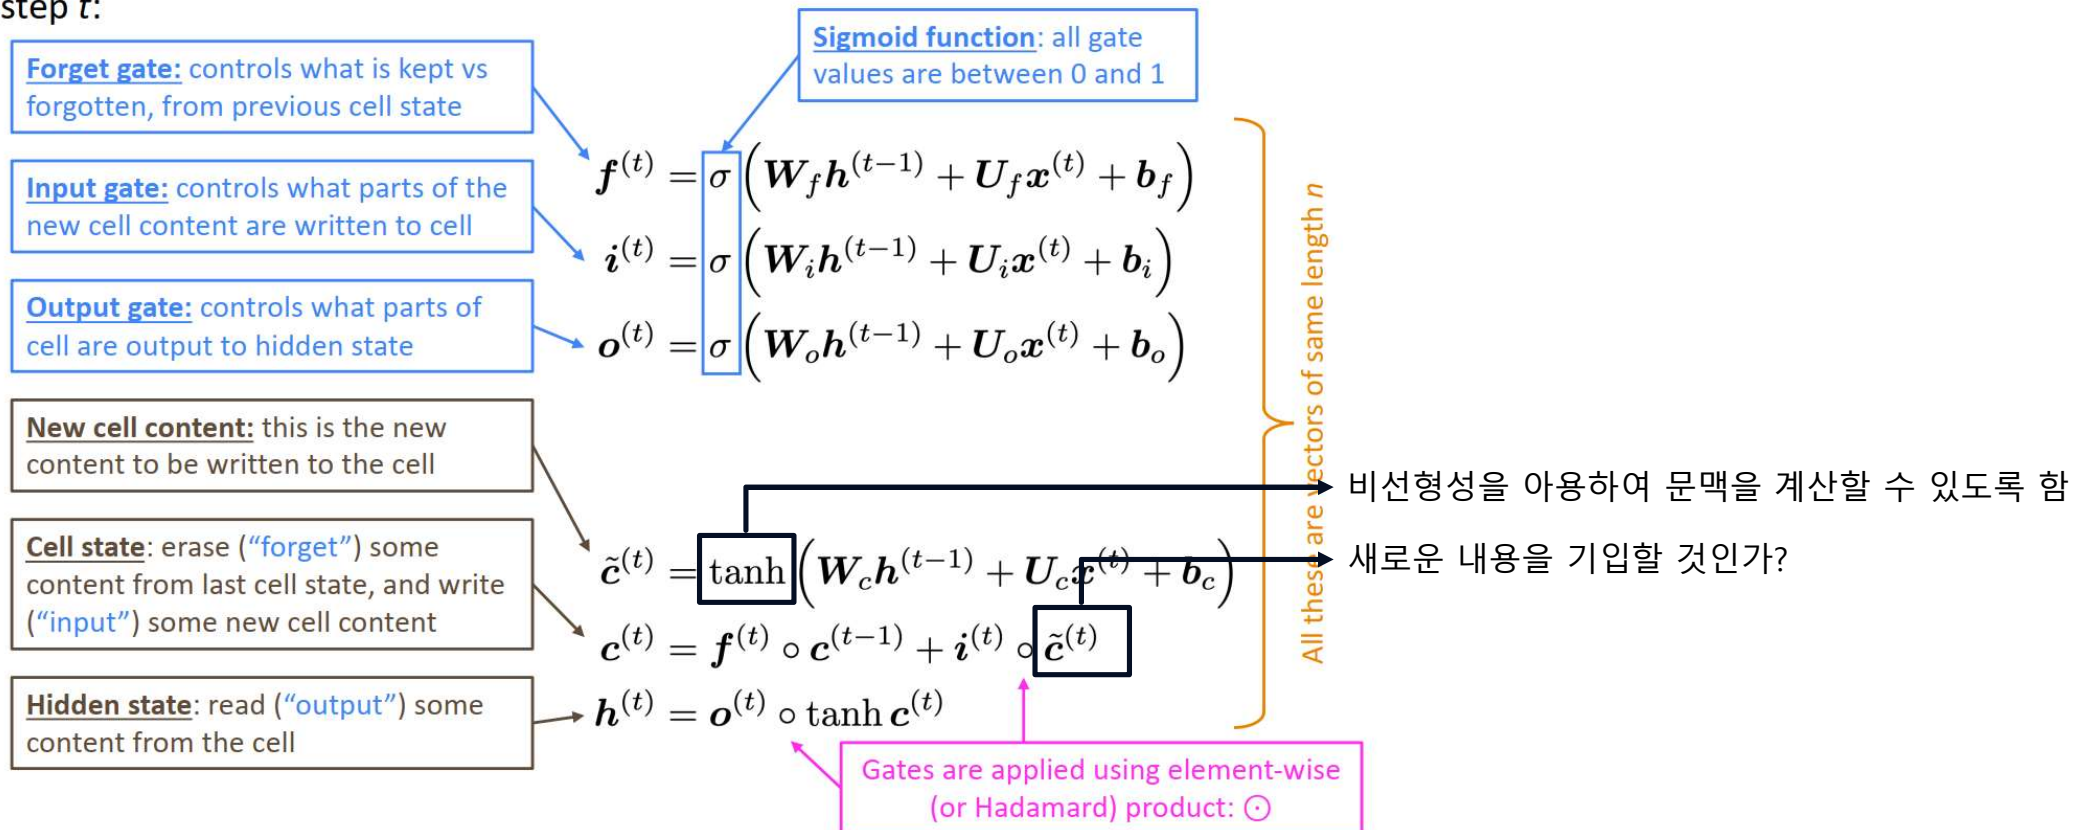 step t:
Sigmoid function: all gate
values are between 0 and 1
Forget gate: controls what is kept vs
forgotten, from previous cell state
Input gate: controls what parts of the
new cell content are written to cell
Output gate: controls what parts of
cell are output to hidden state
New cell content: this is the new
content to be written to the cell
Cell state: erase (“forget”) some
content from last cell state, and write
(“input”) some new cell content
Hidden state: read (“output”) some
content from the cell
f^{(t)} = σ(W_f h^{(t−1)} + U_f x^{(t)} + b_f)
i^{(t)} = σ(W_i h^{(t−1)} + U_i x^{(t)} + b_i)
o^{(t)} = σ(W_o h^{(t−1)} + U_o x^{(t)} + b_o)
c̃^{(t)} = tanh(W_c h^{(t−1)} + U_c x^{(t)} + b_c)
c^{(t)} = f^{(t)} ∘ c^{(t−1)} + i^{(t)} ∘ c̃^{(t)}
h^{(t)} = o^{(t)} ∘ tanh c^{(t)}
All these are vectors of same length n
비선형성을 아용하여 문맥을 계산할 수 있도록 함
새로운 내용을 기입할 것인가?
Gates are applied using element-wise
(or Hadamard) product: ⊙